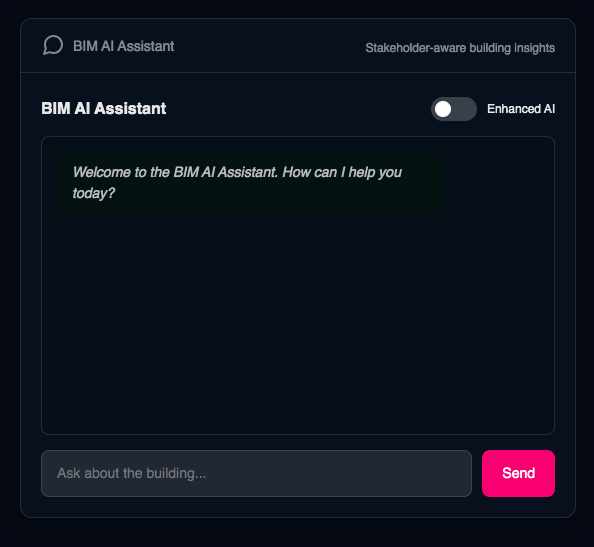 BIM AI Assistant
Stakeholder-aware building insights
BIM AI Assistant
Enhanced AI
Welcome to the BIM AI Assistant. How can I help you
today?
Ask about the building...
Send